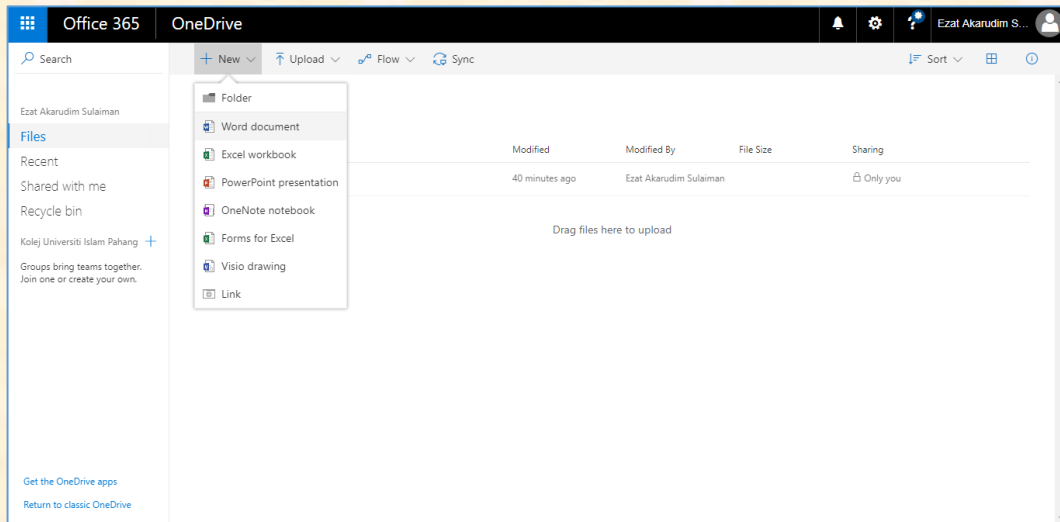 Office 365
OneDrive
Ezat Akarudim S...
Search
New
Upload
Flow
Sync
Sort
Ezat Akarudim Sulaiman
Files
Recent
Shared with me
Recycle bin
Kolej Universiti Islam Pahang
Groups bring teams together.
Join one or create your own.
Get the OneDrive apps
Return to classic OneDrive
Folder
Word document
Excel workbook
PowerPoint presentation
OneNote notebook
Forms for Excel
Visio drawing
Link
Modified
Modified By
File Size
Sharing
40 minutes ago
Ezat Akarudim Sulaiman
Only you
Drag files here to upload